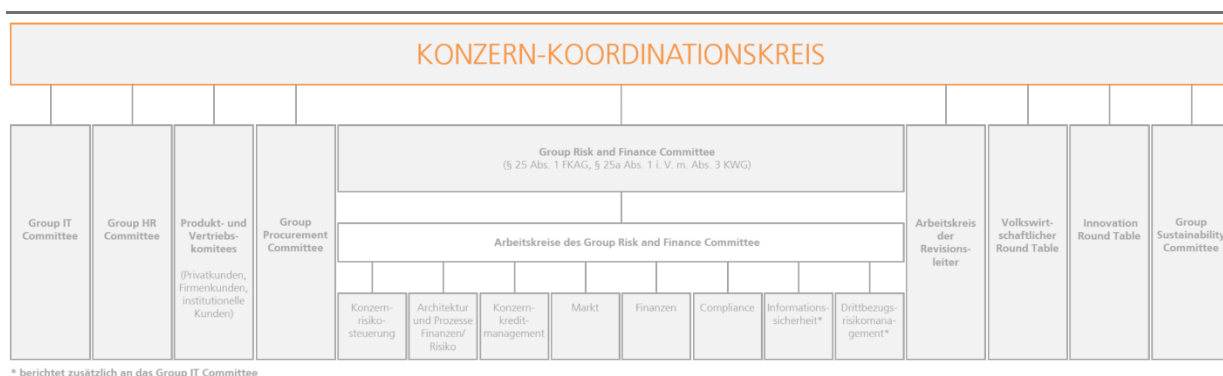 KONZERN-KOORDINATIONSKREIS
Group IT
Committee
Group HR
Committee
Produkt- und
Vertriebs-
komitees
(Privatkunden,
Firmenkunden,
institutionelle
Kunden)
Group
Procurement
Committee
Group Risk and Finance Committee
(§ 25 Abs. 1 FKAG, § 25a Abs. 1 i. V. m. Abs. 3 KWG)
Arbeitskreise des Group Risk and Finance Committee
Konzern-
risiko-
steuerung
Architektur
und Prozesse
Finanzen/
Risiko
Konzern-
kredit-
management
Markt
Finanzen
Compliance
Informations-
sicherheit*
Drittbezugs-
risikomana-
gement*
Arbeitskreis
der
Revisions-
leiter
Volkswirt-
schaftlicher
Round Table
Innovation
Round Table
Group
Sustainability
Committee
* berichtet zusätzlich an das Group IT Committee